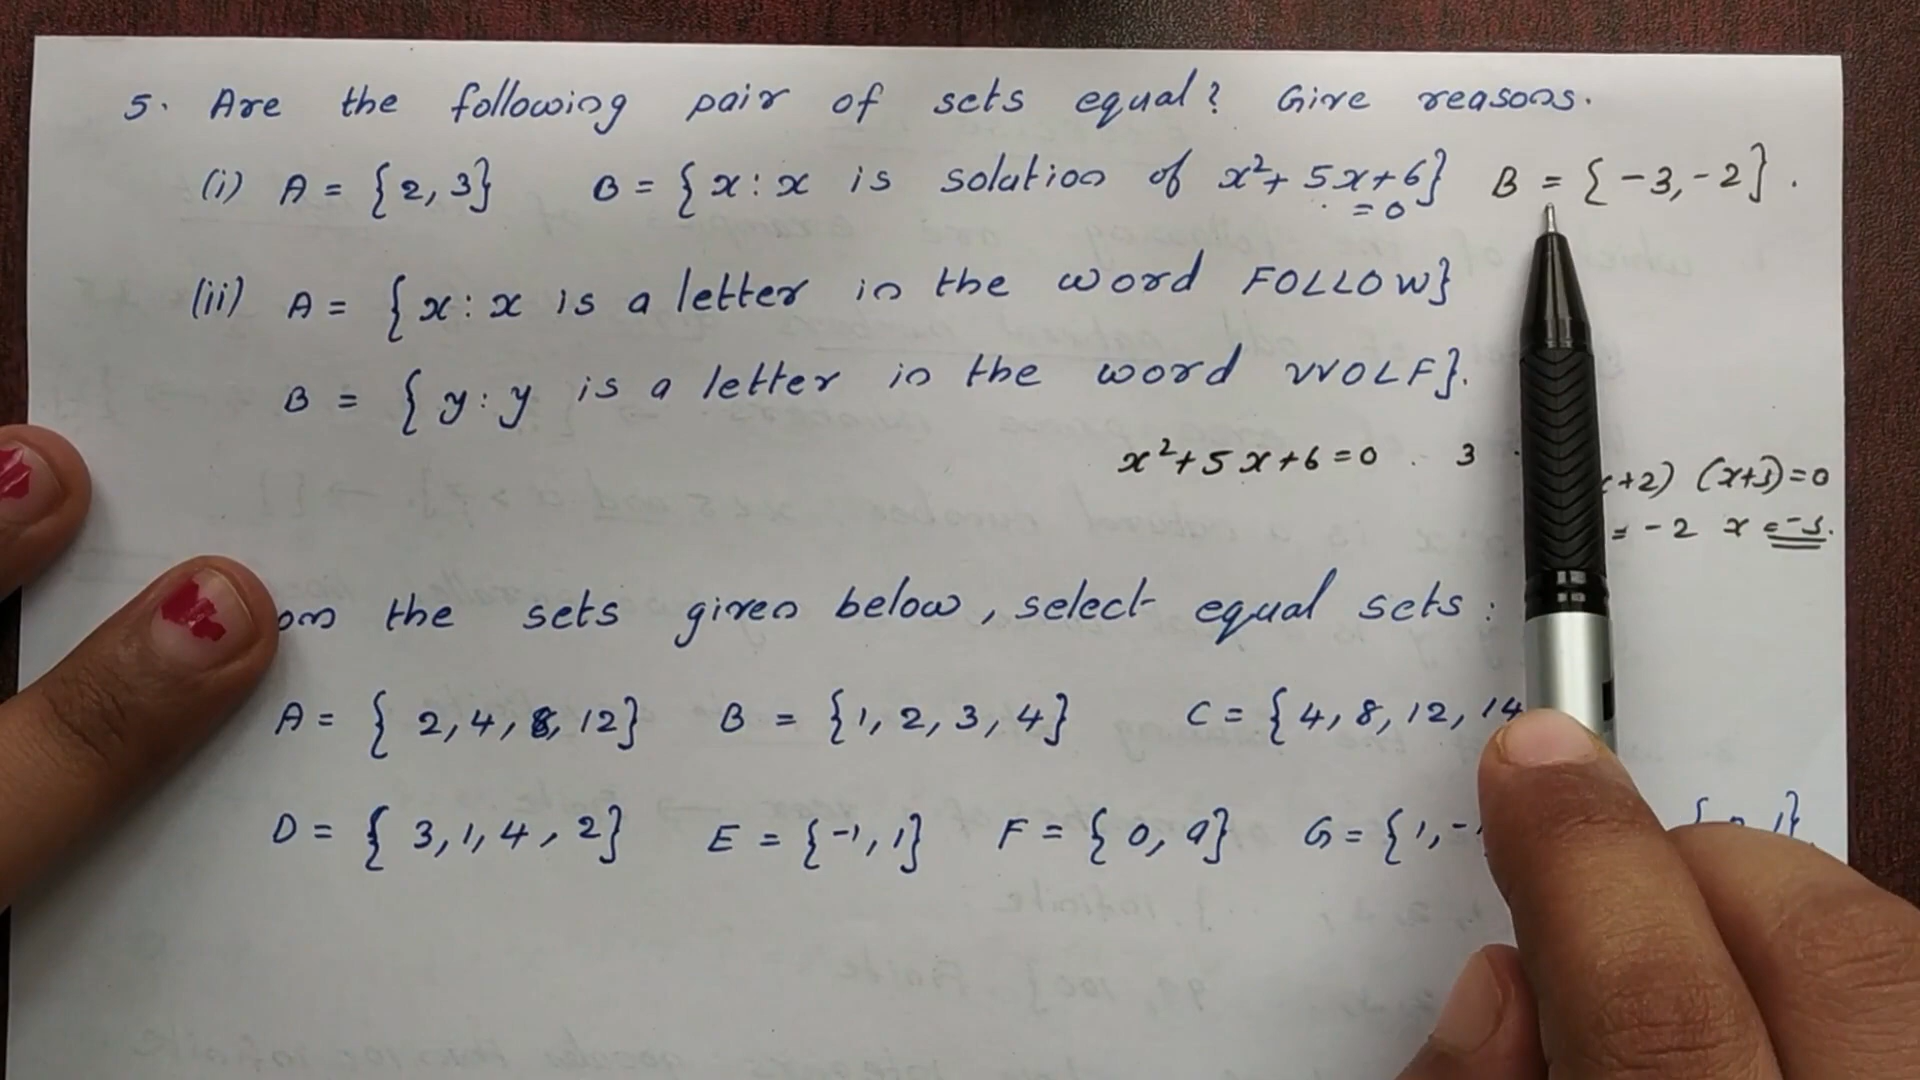 5. Are the following pair of sets equal? Give reasons.
(i) A = {2, 3} B = {x : x is solution of x²+ 5x+6} B = {-3, -2}.
= 0
(ii) A = {x : x is a letter in the word FOLLOW}
B = {y : y is a letter in the word WOLF}.
x²+5x+6=0 . 3 +2) (x+3)=0
= -2 x = -3.
the sets given below, select equal sets :
A = {2, 4, 8, 12} B = {1, 2, 3, 4} C = {4, 8, 12, 14
D = {3, 1, 4, 2} E = {-1, 1} F = {0, a} G = {1, -1 1}